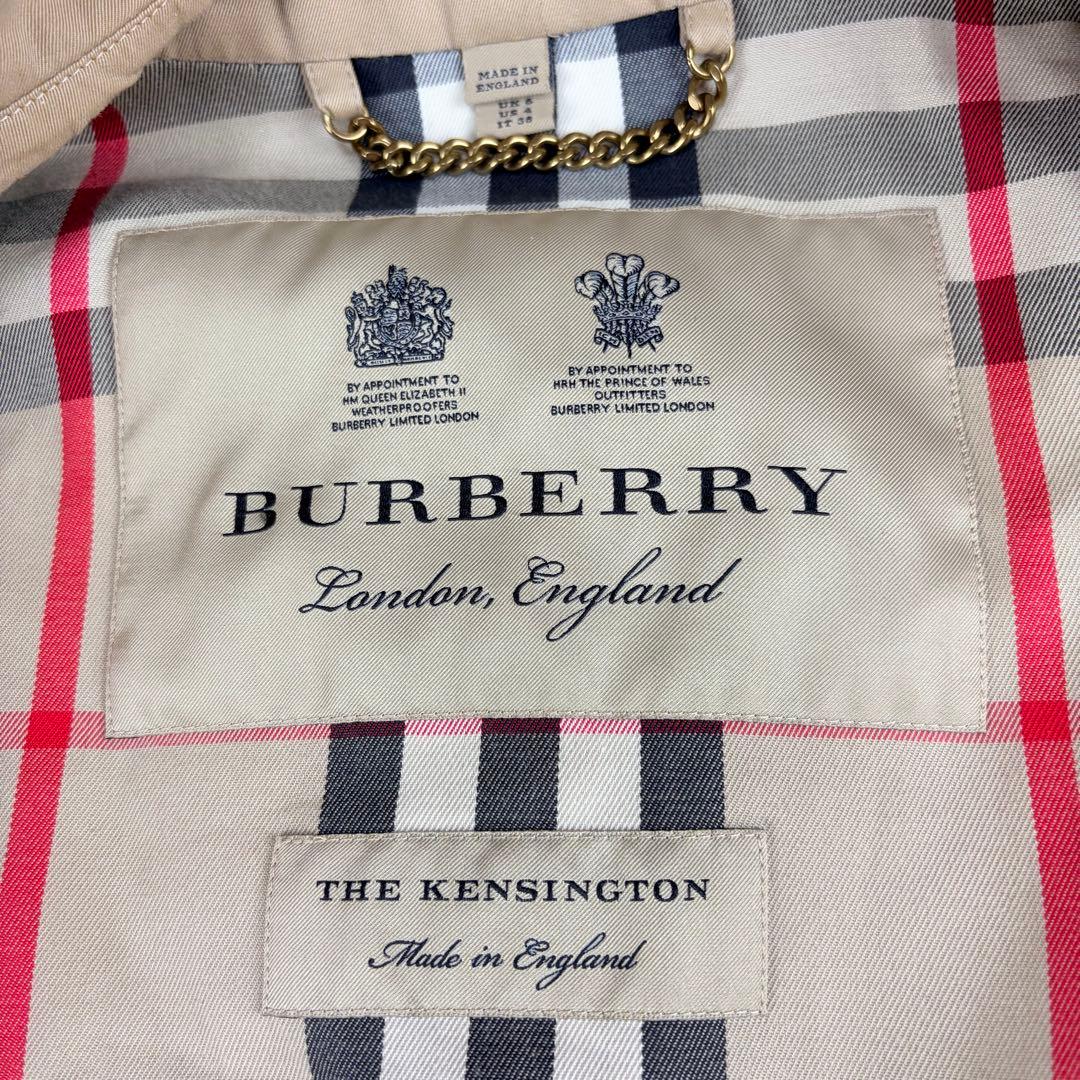 MADE IN
ENGLAND
UK 6
US 4
IT 38
BY APPOINTMENT TO
HM QUEEN ELIZABETH II
WEATHERPROOFERS
BURBERRY LIMITED LONDON
BY APPOINTMENT TO
HRH THE PRINCE OF WALES
OUTFITTERS
BURBERRY LIMITED LONDON
BURBERRY
London, England
THE KENSINGTON
Made in England